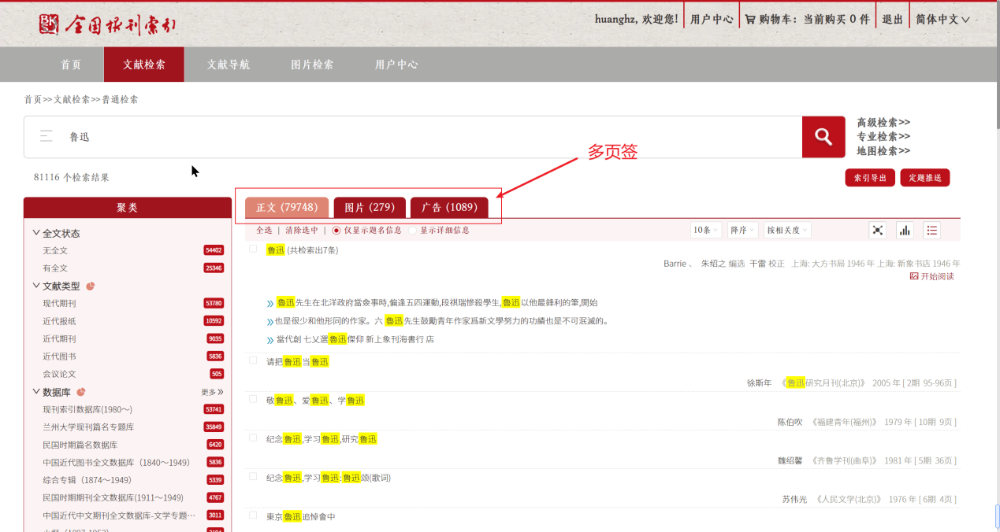 全国报刊索引
huanghz, 欢迎您! 用户中心 购物车：当前购买 0 件 退出 简体中文
首页 文献检索 文献导航 图片检索 用户中心
首页>>文献检索>>普通检索
鲁迅
高级检索>>
专业检索>>
地图检索>>
多页签
81116 个检索结果
索引导出 定题推送
聚类
正文 (79748) 图片 (279) 广告 (1089)
全选 | 清除选中 | 仅显示题名信息 显示详细信息
10条 降序 按相关度
全文状态
无全文 54402
有全文 25346
文献类型
现代期刊 53780
近代报纸 10592
近代期刊 9035
近代图书 5836
会议论文 505
数据库 更多
现刊索引数据库(1980～) 53741
兰州大学现刊篇名专题库 35849
民国时期篇名数据库 6420
中国近代图书全文数据库（1840～1949） 5836
综合专辑（1874～1949） 5339
民国时期期刊全文数据库(1911～1949) 4767
中国近代中文期刊全文数据库-文学专题… 3011
鲁迅 (共检索出7条)
Barrie 、 朱绍之 编选 干雷 校正 上海: 大方书局 1946 年 上海: 新象书店 1946 年
开始阅读
» 鲁迅先生在北洋政府當僉事時,偏逢五四運動,段祺瑞慘殺學生,鲁迅以他最鋒利的筆,開始
»也是很少和他形同的作家。六 鲁迅先生鼓勵青年作家爲新文學努力的功績也是不可泯滅的。
» 當代創 七乂選鲁迅傑仰 新上象刊海書行 店
请把鲁迅当鲁迅
徐斯年 《鲁迅研究月刊(北京)》 2005 年 [ 2期 95-96页 ]
敬鲁迅、爱鲁迅、学鲁迅
陈伯吹 《福建青年(福州)》 1979 年 [ 10期 9页 ]
纪念鲁迅,学习鲁迅,研究鲁迅
魏绍馨 《齐鲁学刊(曲阜)》 1981 年 [ 5期 36页 ]
纪念鲁迅,学习鲁迅:鲁迅颂(歌词)
苏伟光 《人民文学(北京)》 1976 年 [ 6期 4页 ]
東京鲁迅追悼會中